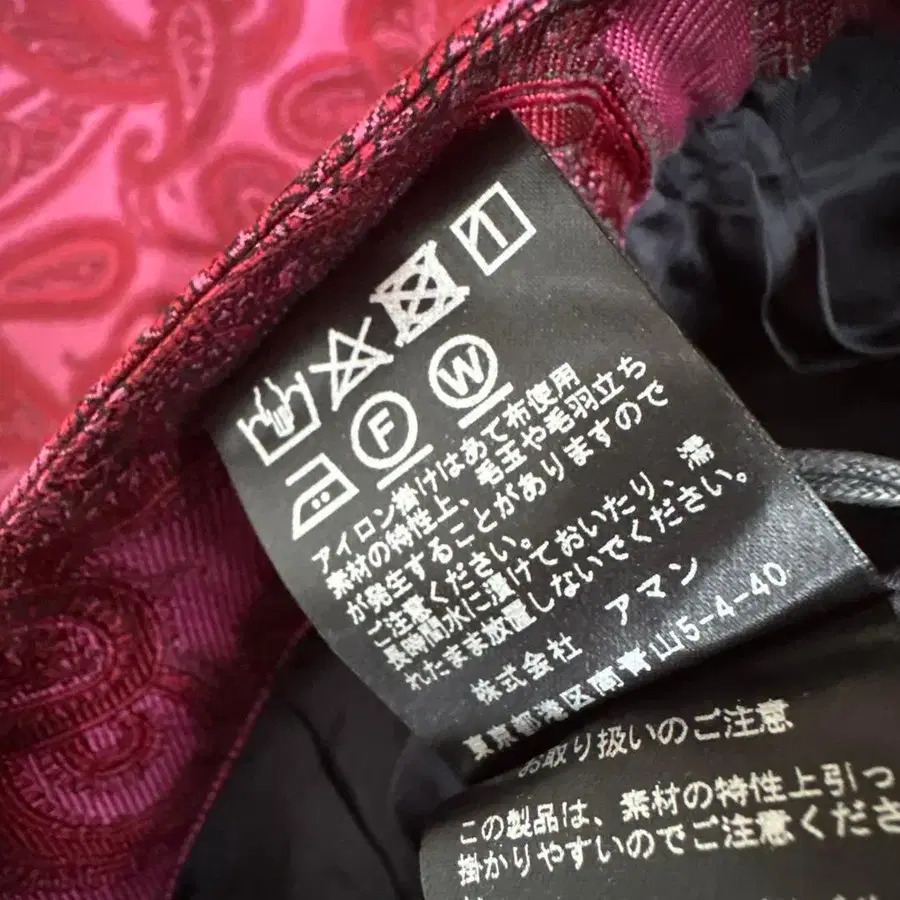 F W
アイロン掛けはあて布使用
素材の特性上、毛玉や毛羽立ち
が発生することがありますので
ご注意ください。
長時間水に漬けておいたり、濡
れたまま放置しないでください。
株式会社 アマン
東京都港区南青山5-4-40
お取り扱いのご注意
この製品は、素材の特性上引っ
掛かりやすいのでご注意くださ